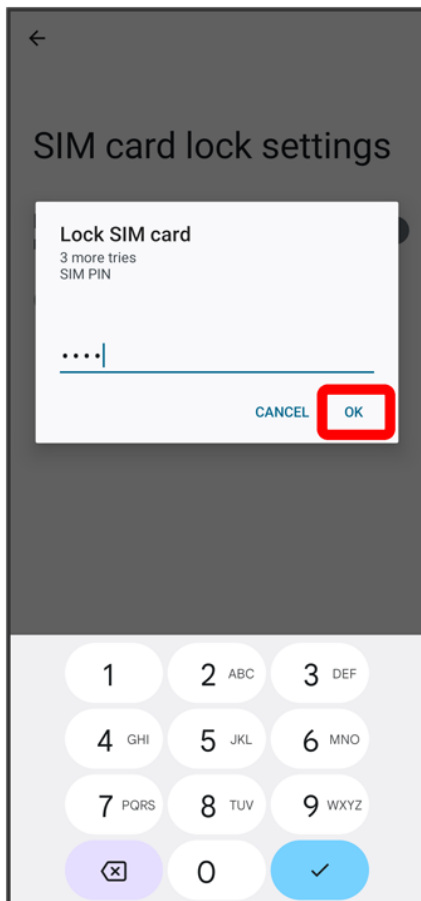 SIM card lock settings
Lock SIM card
3 more tries
SIM PIN
••••
CANCEL OK
1 2 ABC 3 DEF
4 GHI 5 JKL 6 MNO
7 PQRS 8 TUV 9 WXYZ
0